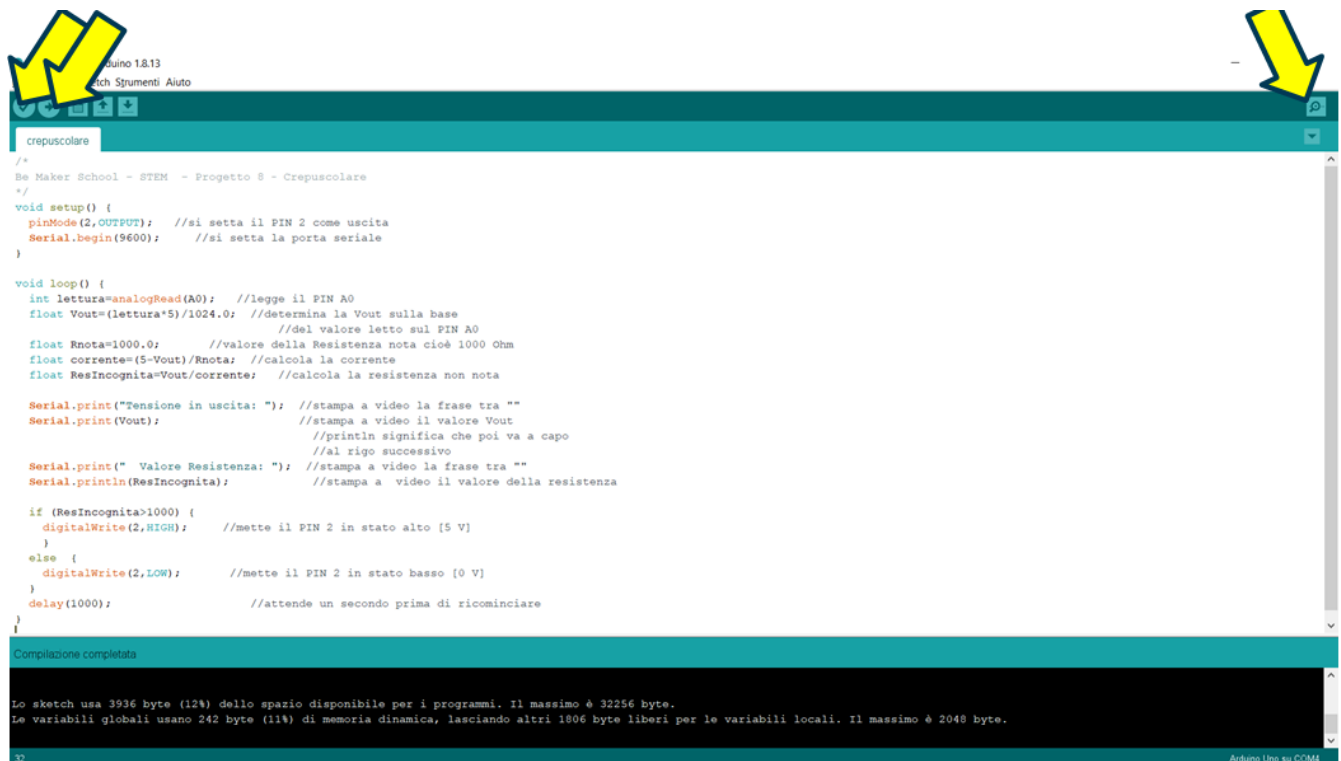 duino 1.8.13
tch Strumenti Aiuto
crepuscolare
/*
Be Maker School - STEM  - Progetto 8 - Crepuscolare
*/
void setup() {
  pinMode(2,OUTPUT);   //si setta il PIN 2 come uscita
  Serial.begin(9600);     //si setta la porta seriale
}
void loop() {
  int lettura=analogRead(A0);   //legge il PIN A0
  float Vout=(lettura*5)/1024.0;  //determina la Vout sulla base
                                  //del valore letto sul PIN A0
  float Rnota=1000.0;       //valore della Resistenza nota cioè 1000 Ohm
  float corrente=(5-Vout)/Rnota;  //calcola la corrente
  float ResIncognita=Vout/corrente;   //calcola la resistenza non nota
  Serial.print("Tensione in uscita: ");  //stampa a video la frase tra ""
  Serial.print(Vout);                    //stampa a video il valore Vout
                                           //println significa che poi va a capo
                                           //al rigo successivo
  Serial.print("  Valore Resistenza: ");  //stampa a video la frase tra ""
  Serial.println(ResIncognita);            //stampa a  video il valore della resistenza
  if (ResIncognita>1000) {
    digitalWrite(2,HIGH);     //mette il PIN 2 in stato alto [5 V]
    }
  else  {
    digitalWrite(2,LOW);       //mette il PIN 2 in stato basso [0 V]
  }
  delay(1000);                    //attende un secondo prima di ricominciare
}
Compilazione completata
Lo sketch usa 3936 byte (12%) dello spazio disponibile per i programmi. Il massimo è 32256 byte.
Le variabili globali usano 242 byte (11%) di memoria dinamica, lasciando altri 1806 byte liberi per le variabili locali. Il massimo è 2048 byte.
32
Arduino Uno su COM4